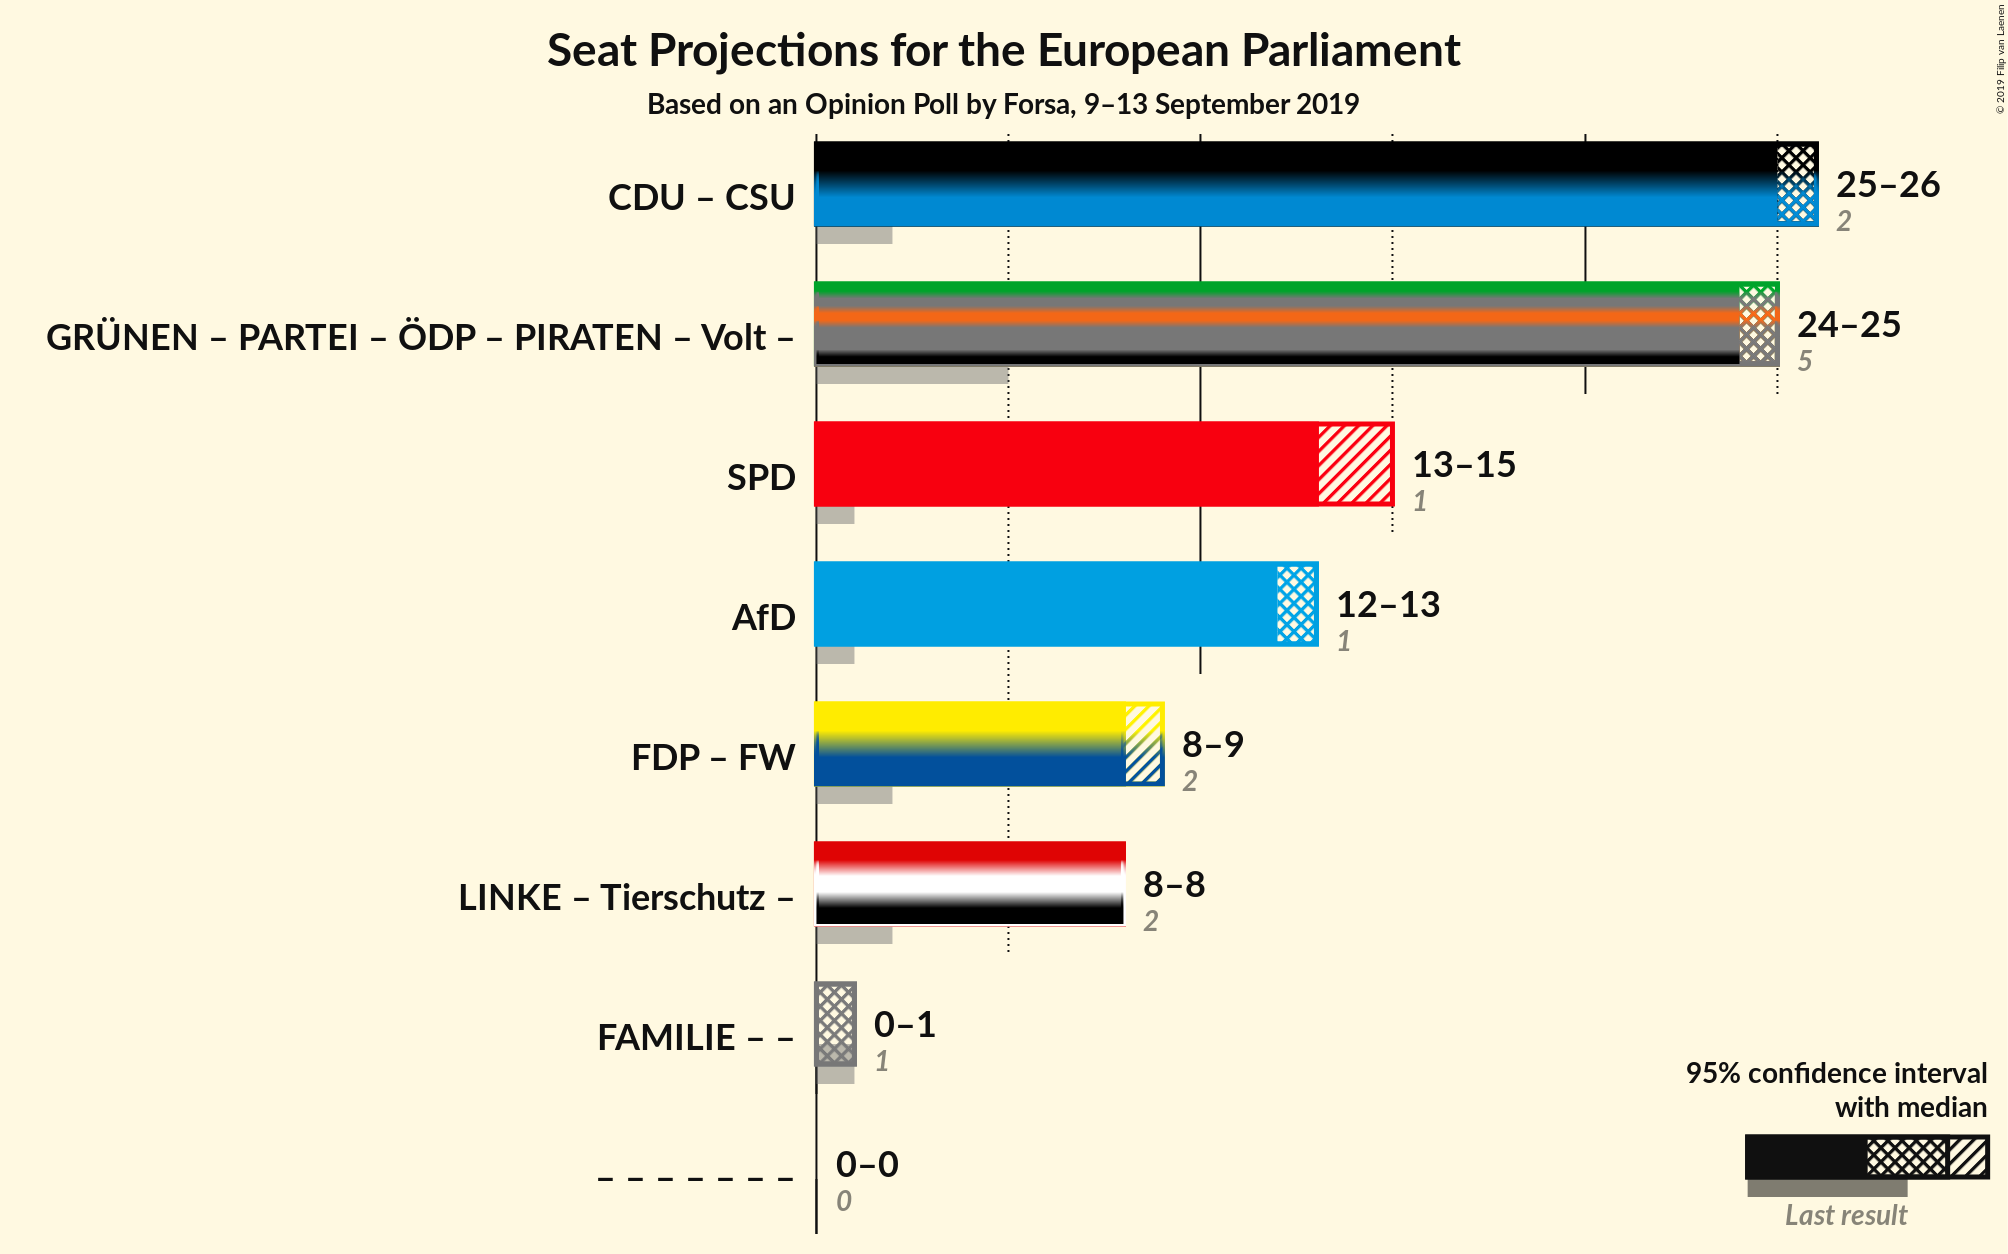 Seat Projections for the European Parliament
Based on an Opinion Poll by Forsa, 9–13 September 2019
© 2019 Filip van Laenen
CDU – CSU
25–26
2
GRÜNEN – PARTEI – ÖDP – PIRATEN – Volt –
24–25
5
SPD
13–15
1
AfD
12–13
1
FDP – FW
8–9
2
LINKE – Tierschutz –
8–8
2
FAMILIE – –
0–1
1
– – – – – – –
0–0
0
95% confidence interval
with median
Last result